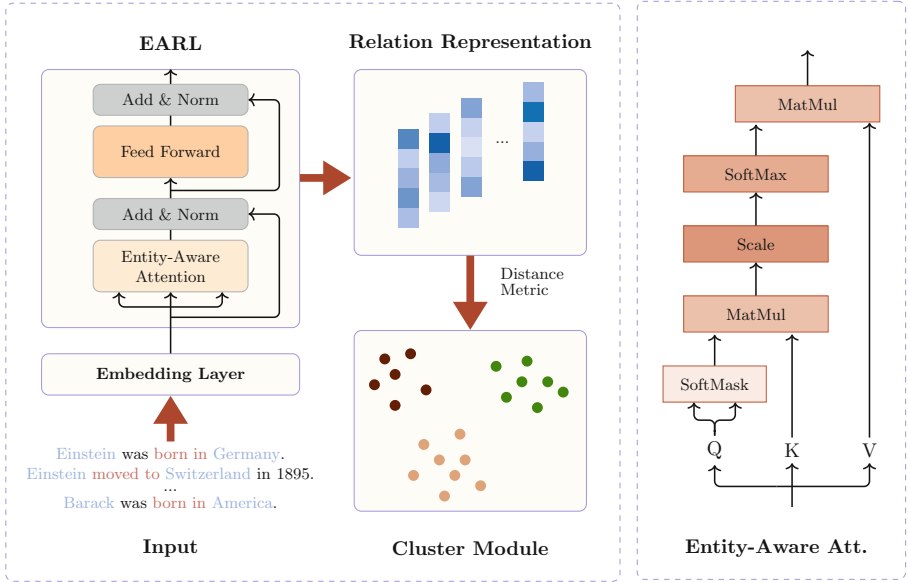 EARL
Add & Norm
Feed Forward
Add & Norm
Entity-Aware
Attention
Embedding Layer
Einstein was born in Germany.
Einstein moved to Switzerland in 1895.
...
Barack was born in America.
Input
Relation Representation
...
Distance
Metric
Cluster Module
MatMul
SoftMax
Scale
MatMul
SoftMask
Q K V
Entity-Aware Att.